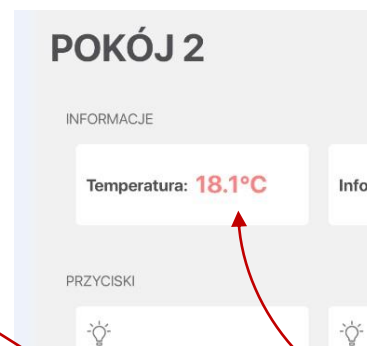 POKÓJ 2
INFORMACJE
Temperatura: 18.1°C
Info
PRZYCISKI